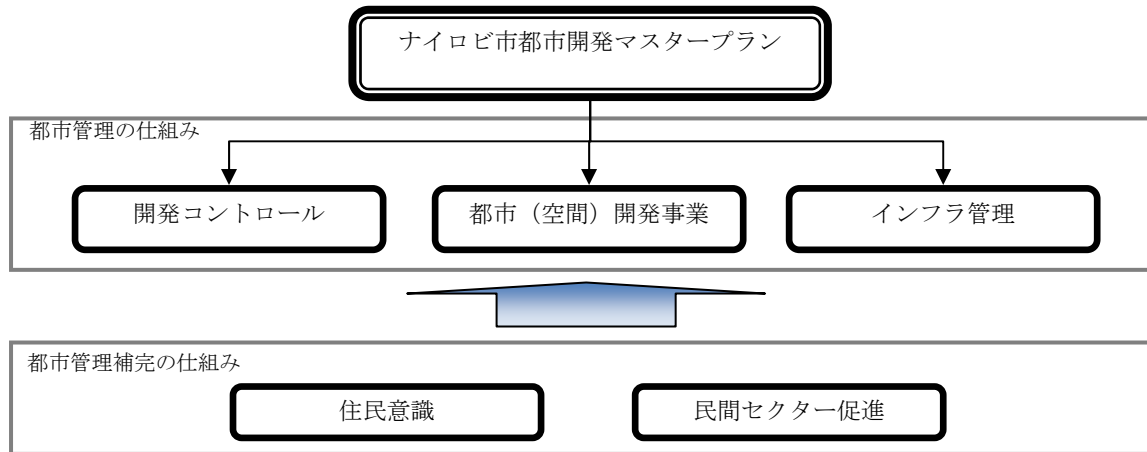 ナイロビ市都市開発マスタープラン
都市管理の仕組み
開発コントロール
都市（空間）開発事業
インフラ管理
都市管理補完の仕組み
住民意識
民間セクター促進